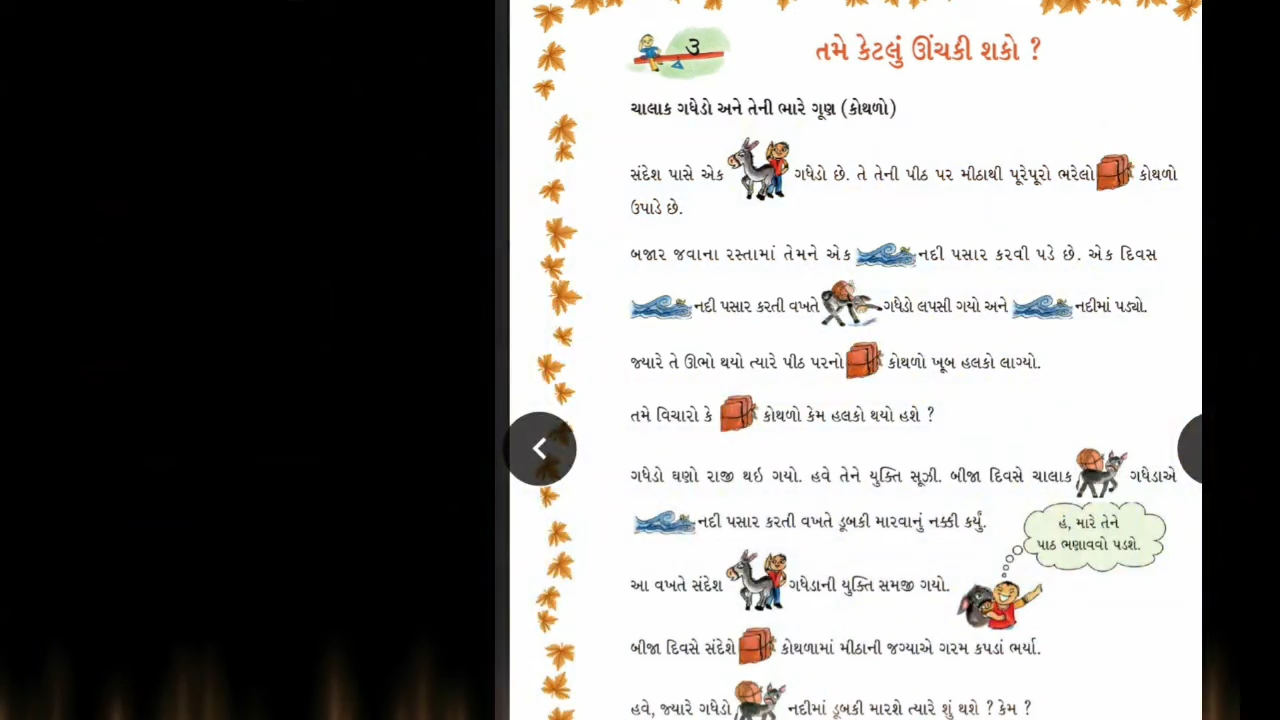 ૩
તમે કેટલું ઊંચકી શકો ?
ચાલાક ગધેડો અને તેની ભારે ગૂણ (કોથળો)
સંદેશ પાસે એક ગધેડો છે. તે તેની પીઠ પર મીઠાથી પૂરેપૂરો ભરેલો કોથળો
ઉપાડે છે.
બજાર જવાના રસ્તામાં તેમને એક નદી પસાર કરવી પડે છે. એક દિવસ
નદી પસાર કરતી વખતે ગધેડો લપસી ગયો અને નદીમાં પડ્યો.
જ્યારે તે ઊભો થયો ત્યારે પીઠ પરનો કોથળો ખૂબ હલકો લાગ્યો.
તમે વિચારો કે કોથળો કેમ હલકો થયો હશે ?
ગધેડો ઘણો રાજી થઇ ગયો. હવે તેને યુક્તિ સૂઝી. બીજા દિવસે ચાલાક ગધેડાએ
નદી પસાર કરતી વખતે ડૂબકી મારવાનું નક્કી કર્યું.
હં, મારે તેને
પાઠ ભણાવવો પડશે.
આ વખતે સંદેશ ગધેડાની યુક્તિ સમજી ગયો.
બીજા દિવસે સંદેશે કોથળામાં મીઠાની જગ્યાએ ગરમ કપડાં ભર્યા.
હવે, જ્યારે ગધેડો નદીમાં ડૂબકી મારશે ત્યારે શું થશે ? કેમ ?